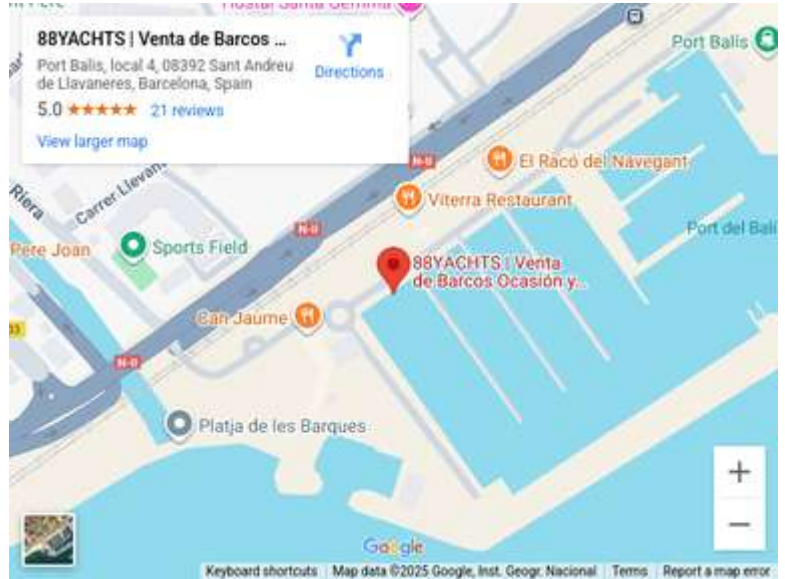 Hostal Santa Gemma
88YACHTS | Venta de Barcos ...
Port Balis, local 4, 08392 Sant Andreu
de Llavaneres, Barcelona, Spain
5.0
21 reviews
View larger map
Directions
Port Balis
N-II
El Racó del Navegant
Carrer Llevant
Riera
Viterra Restaurant
N-II
Port del Bali
Pere Joan
Sports Field
88YACHTS | Venta
de Barcos Ocasión y...
Can Jaume
N-II
Platja de les Barques
+
−
Google
Keyboard shortcuts
Map data ©2025 Google, Inst. Geogr. Nacional
Terms
Report a map error